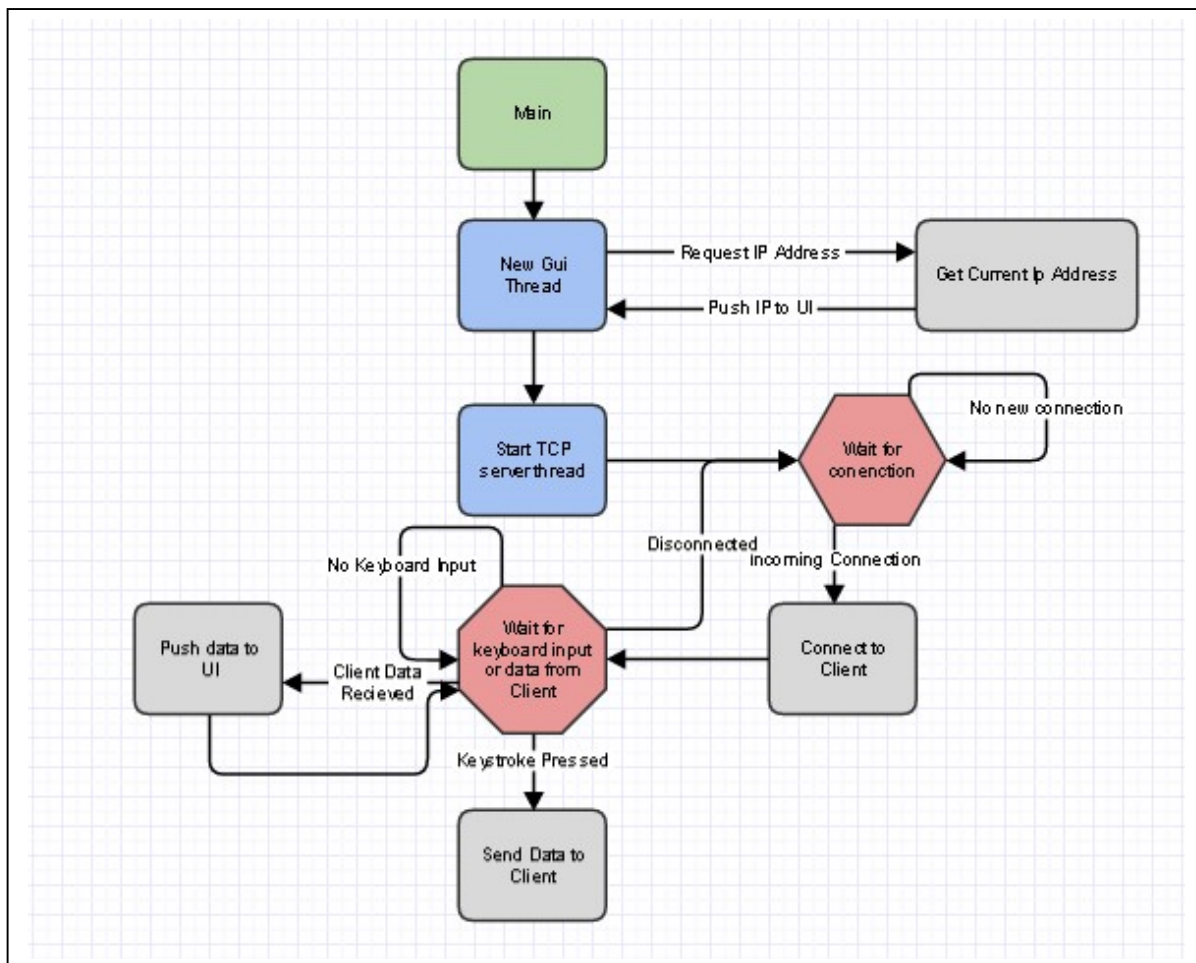 Main
New Gui
Thread
Request IP Address
Get Current Ip Address
Push IP to UI
Start TCP
server thread
Wait for
conenction
No new connection
Disconnected
incoming Connection
No Keyboard Input
Push data to
UI
Client Data
Recieved
Wait for
keyboard input
or data from
Client
Connect to
Client
Keystroke Pressed
Send Data to
Client